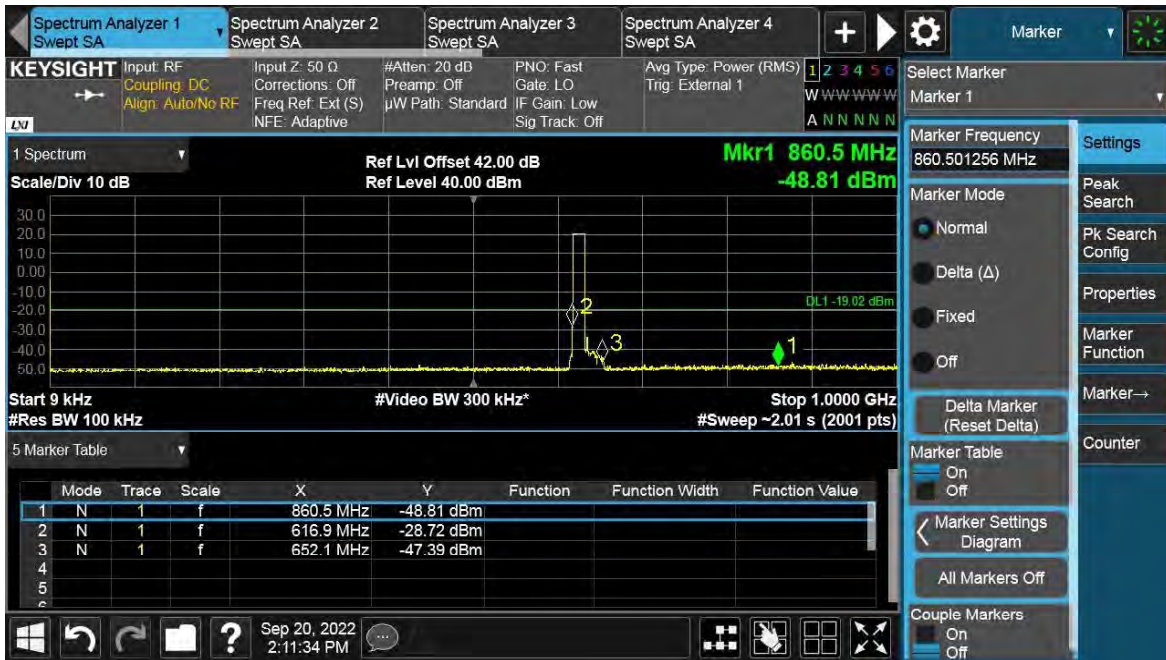 Spectrum Analyzer 1
Swept SA
Spectrum Analyzer 2
Swept SA
Spectrum Analyzer 3
Swept SA
Spectrum Analyzer 4
Swept SA
+
Marker
KEYSIGHT
LXI
Input: RF
Coupling: DC
Align: Auto/No RF
Input Z: 50 Ω
Corrections: Off
Freq Ref: Ext (S)
NFE: Adaptive
#Atten: 20 dB
Preamp: Off
µW Path: Standard
PNO: Fast
Gate: LO
IF Gain: Low
Sig Track: Off
Avg Type: Power (RMS)
Trig: External 1
1 2 3 4 5 6
W W W W W W
A N N N N N
Select Marker
Marker 1
1 Spectrum
Scale/Div 10 dB
Ref Lvl Offset 42.00 dB
Ref Level 40.00 dBm
Mkr1 860.5 MHz
-48.81 dBm
30.0
20.0
10.0
0.00
-10.0
-20.0
-30.0
-40.0
50.0
DL1 -19.02 dBm
2
3
1
Start 9 kHz
#Res BW 100 kHz
#Video BW 300 kHz*
Stop 1.0000 GHz
#Sweep ~2.01 s (2001 pts)
5 Marker Table
Mode Trace Scale X Y Function Function Width Function Value
1 N 1 f 860.5 MHz -48.81 dBm
2 N 1 f 616.9 MHz -28.72 dBm
3 N 1 f 652.1 MHz -47.39 dBm
4
5
Marker Frequency
860.501256 MHz
Marker Mode
Normal
Delta (Δ)
Fixed
Off
Delta Marker
(Reset Delta)
Marker Table
On
Off
Marker Settings
Diagram
All Markers Off
Couple Markers
On
Off
Settings
Peak
Search
Pk Search
Config
Properties
Marker
Function
Marker→
Counter
?
Sep 20, 2022
2:11:34 PM